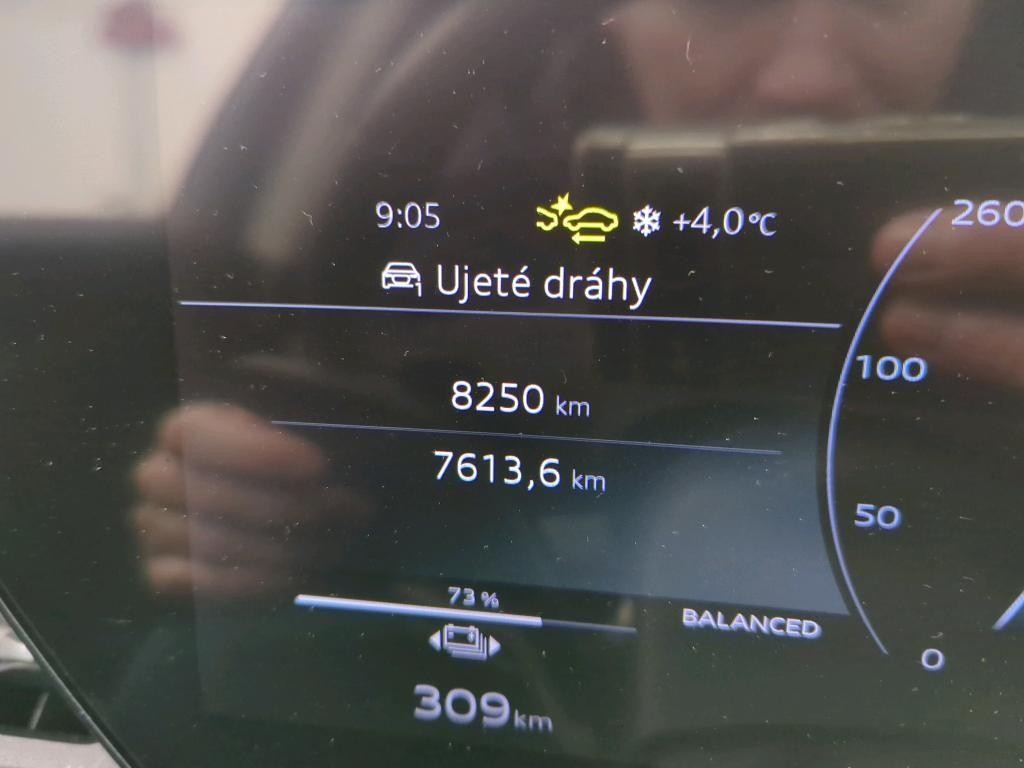 9:05 +4,0°C
Ujeté dráhy
8250 km
7613,6 km
73 %
BALANCED
309 km
260
100
50
0